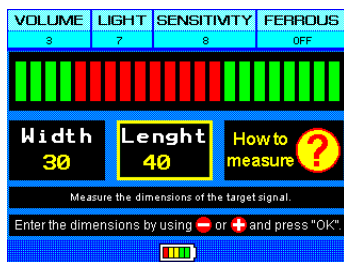 VOLUME LIGHT SENSITIVITY FERROUS
3 7 8 OFF
Width Lenght How to
30 40 measure ?
Measure the dimensions of the target signal.
Enter the dimensions by using - or + and press "OK".